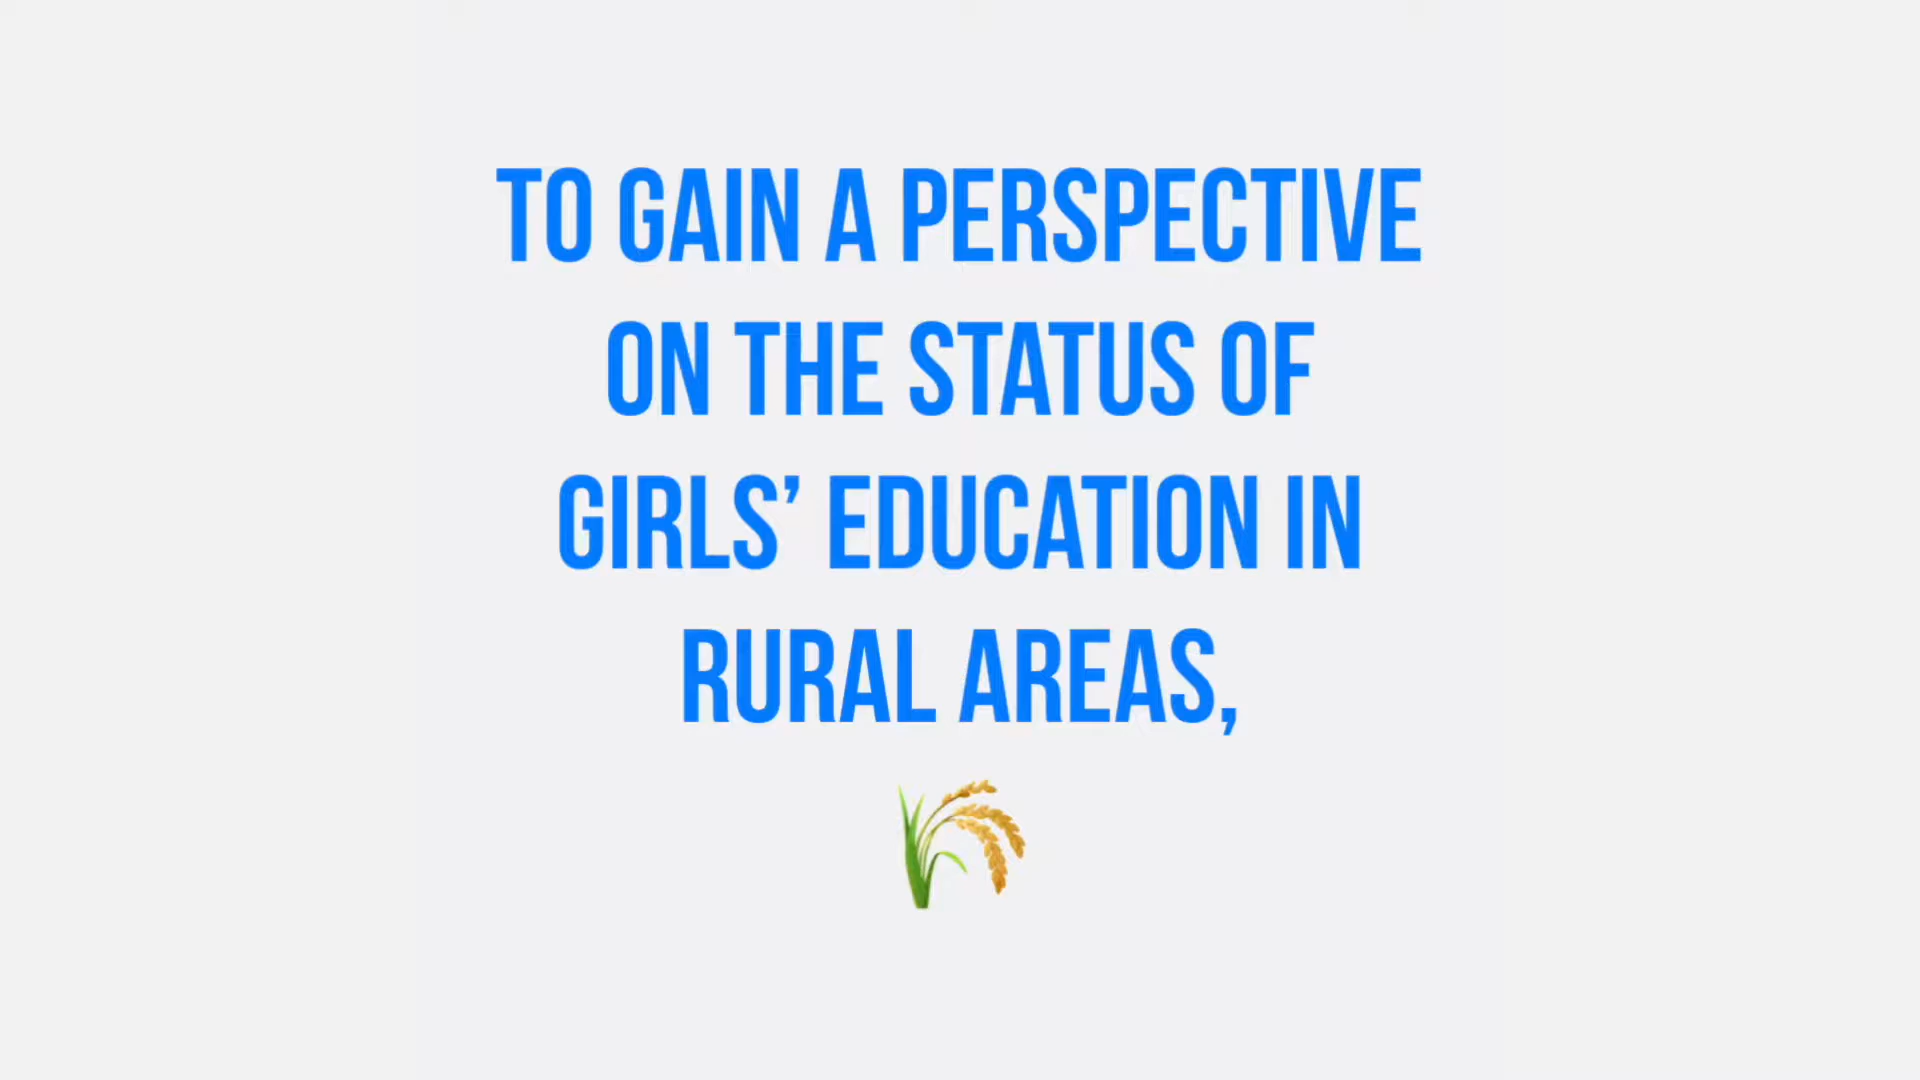 TO GAIN A PERSPECTIVE
ON THE STATUS OF
GIRLS’ EDUCATION IN
RURAL AREAS,